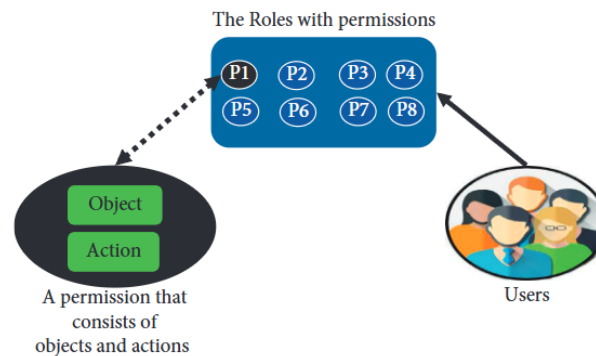 The Roles with permissions
P1 P2 P3 P4
P5 P6 P7 P8
Object
Action
A permission that
consists of
objects and actions
Users